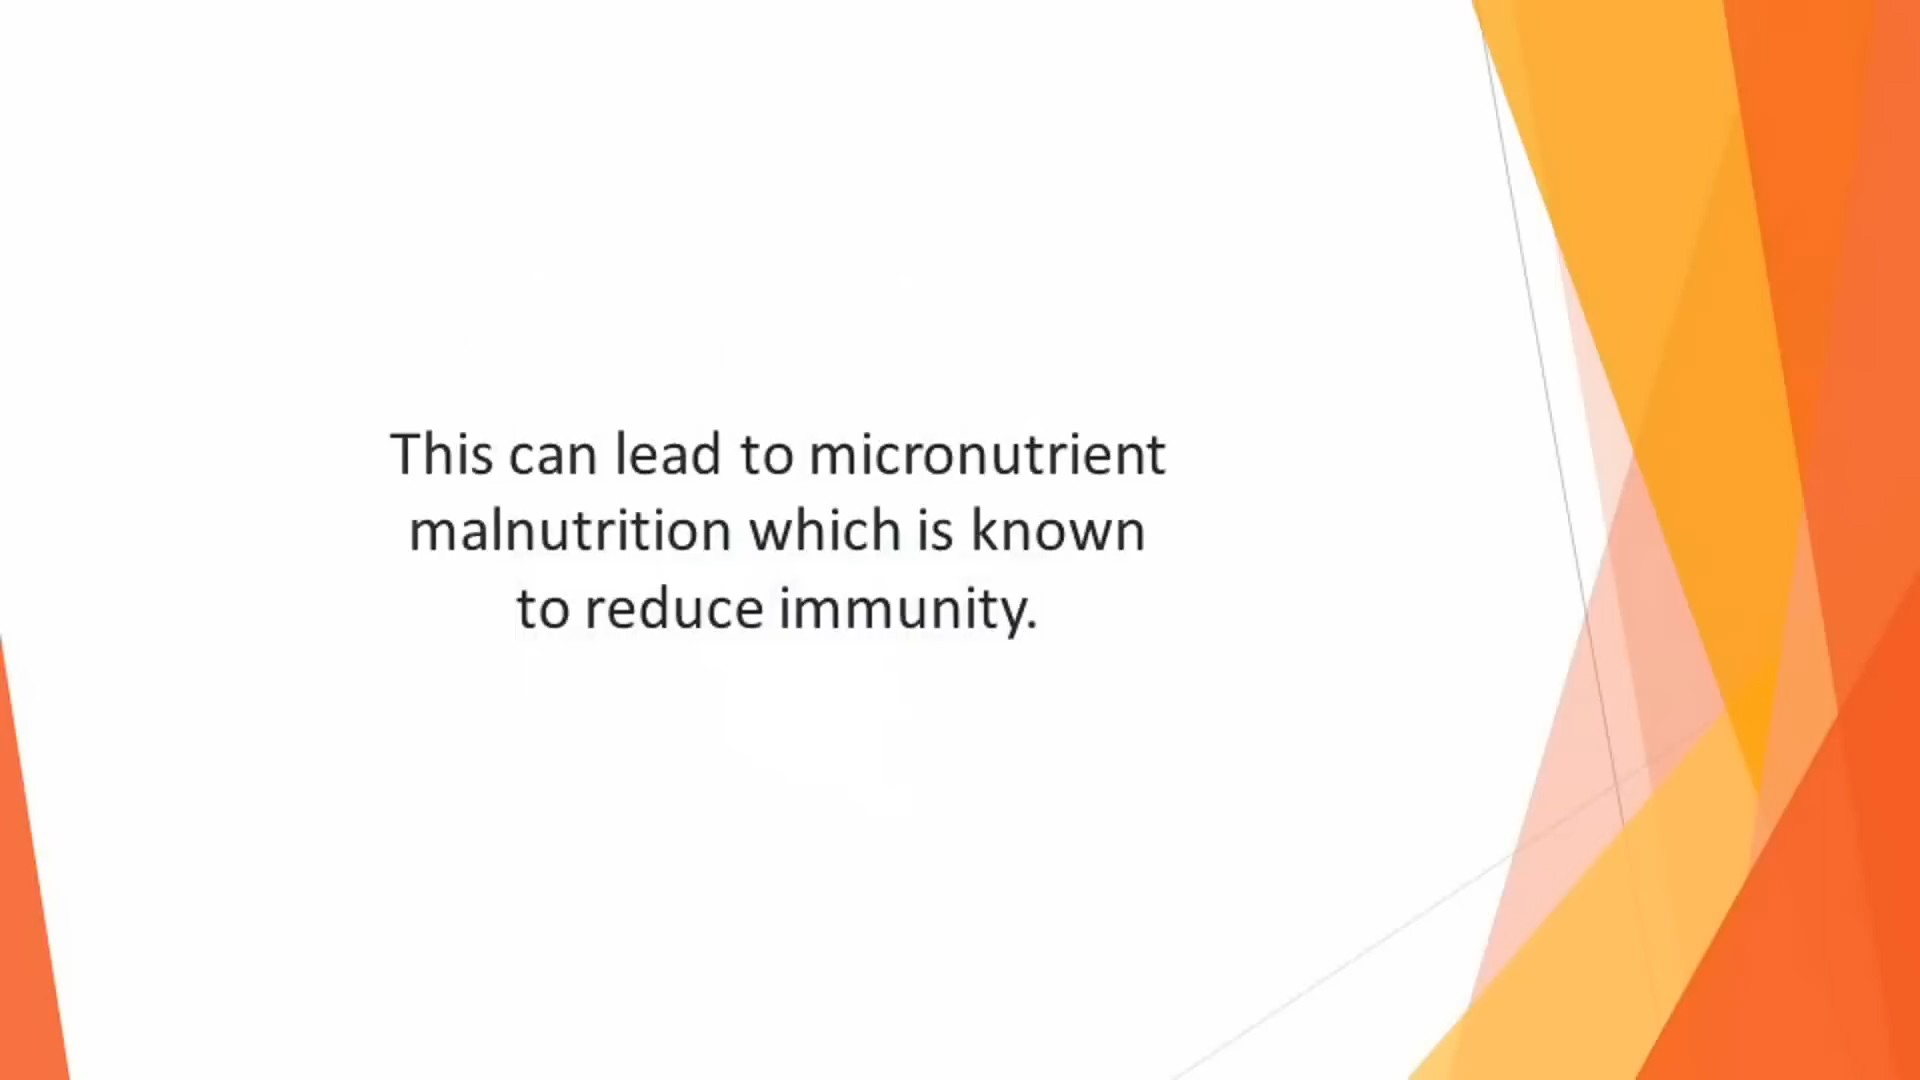 This can lead to micronutrient
malnutrition which is known
to reduce immunity.